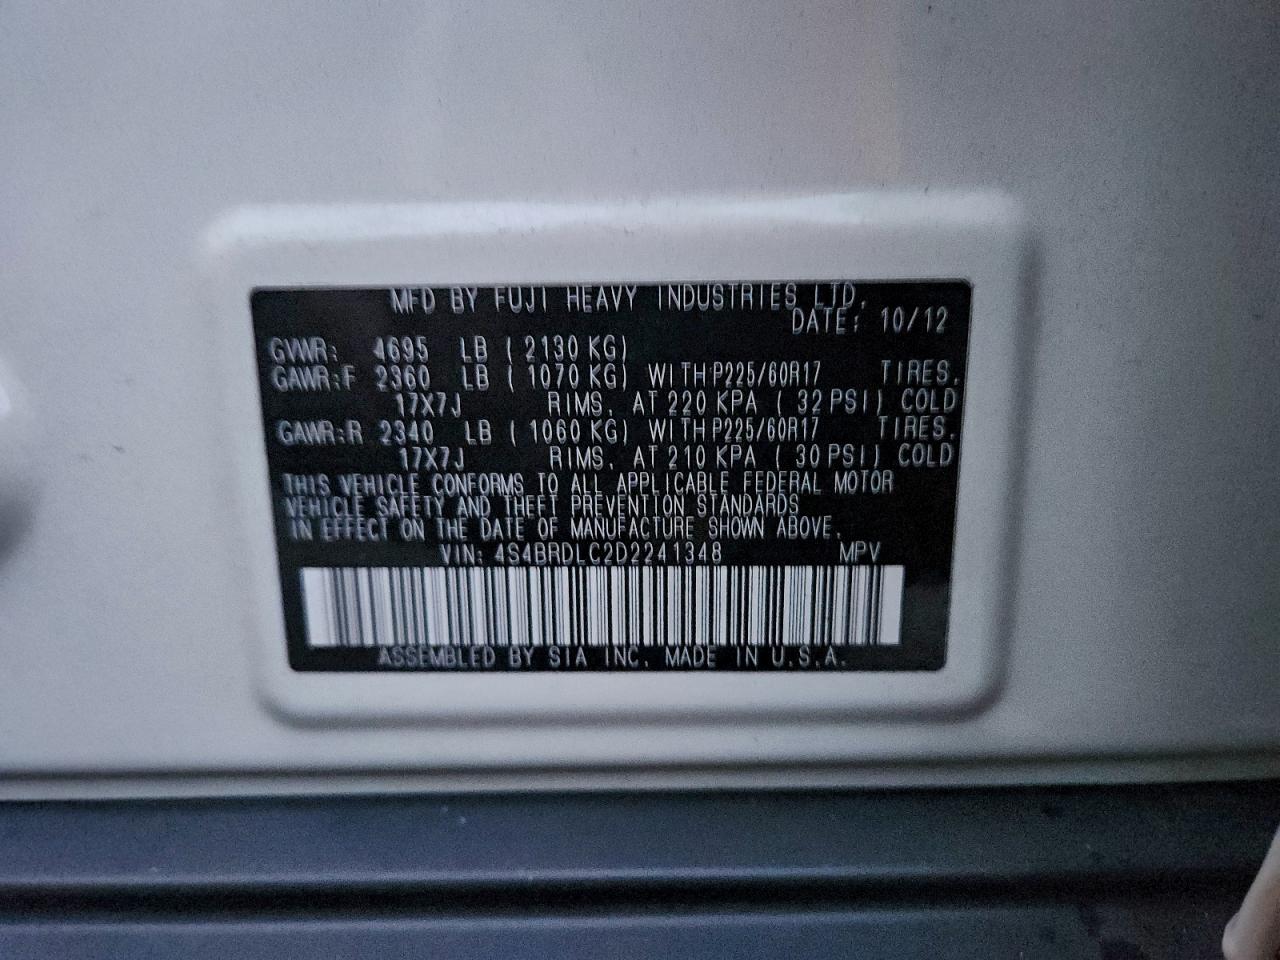 MFD BY FUJI HEAVY INDUSTRIES LTD.
DATE: 10/12
GVWR: 4695 LB ( 2130 KG)
GAWR:F 2360 LB ( 1070 KG) WITH P225/60R17 TIRES.
17X7J RIMS. AT 220 KPA ( 32 PSI) COLD
GAWR:R 2340 LB ( 1060 KG) WITH P225/60R17 TIRES.
17X7J RIMS. AT 210 KPA ( 30 PSI) COLD
THIS VEHICLE CONFORMS TO ALL APPLICABLE FEDERAL MOTOR
VEHICLE SAFETY AND THEFT PREVENTION STANDARDS
IN EFFECT ON THE DATE OF MANUFACTURE SHOWN ABOVE.
VIN: 4S4BRDLC2D2241348 MPV
ASSEMBLED BY SIA INC. MADE IN U.S.A.